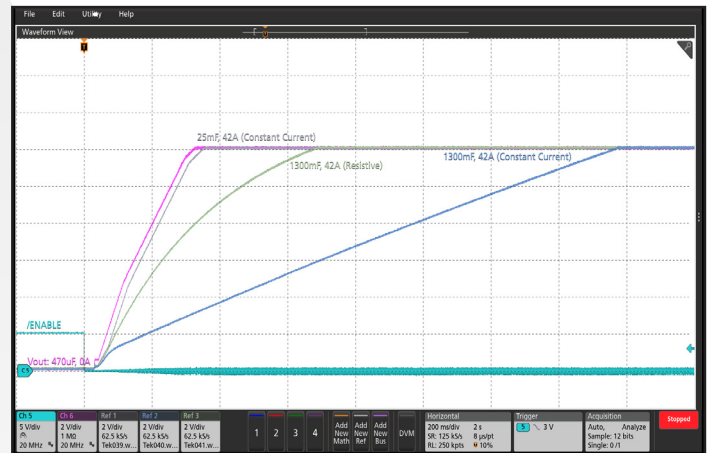 File Edit Utility Help
Waveform View
25mF, 42A (Constant Current)
1300mF, 42A (Resistive)
1300mF, 42A (Constant Current)
/ENABLE
Vout: 470uF, 0A
C5
Ch 5
5 V/div
20 MHz
Ch 6
2 V/div
1 MΩ
20 MHz
Ref 1
2 V/div
62.5 kS/s
Tek039.w...
Ref 2
2 V/div
62.5 kS/s
Tek040.w...
Ref 3
2 V/div
62.5 kS/s
Tek041.w...
1 2 3 4
Add New Math
Add New Ref
Add New Bus
DVM
Horizontal
200 ms/div 2 s
SR: 125 kS/s 8 µs/pt
RL: 250 kpts 10%
Trigger
5 3 V
Acquisition
Auto, Analyze
Sample: 12 bits
Single: 0 /1
Stopped